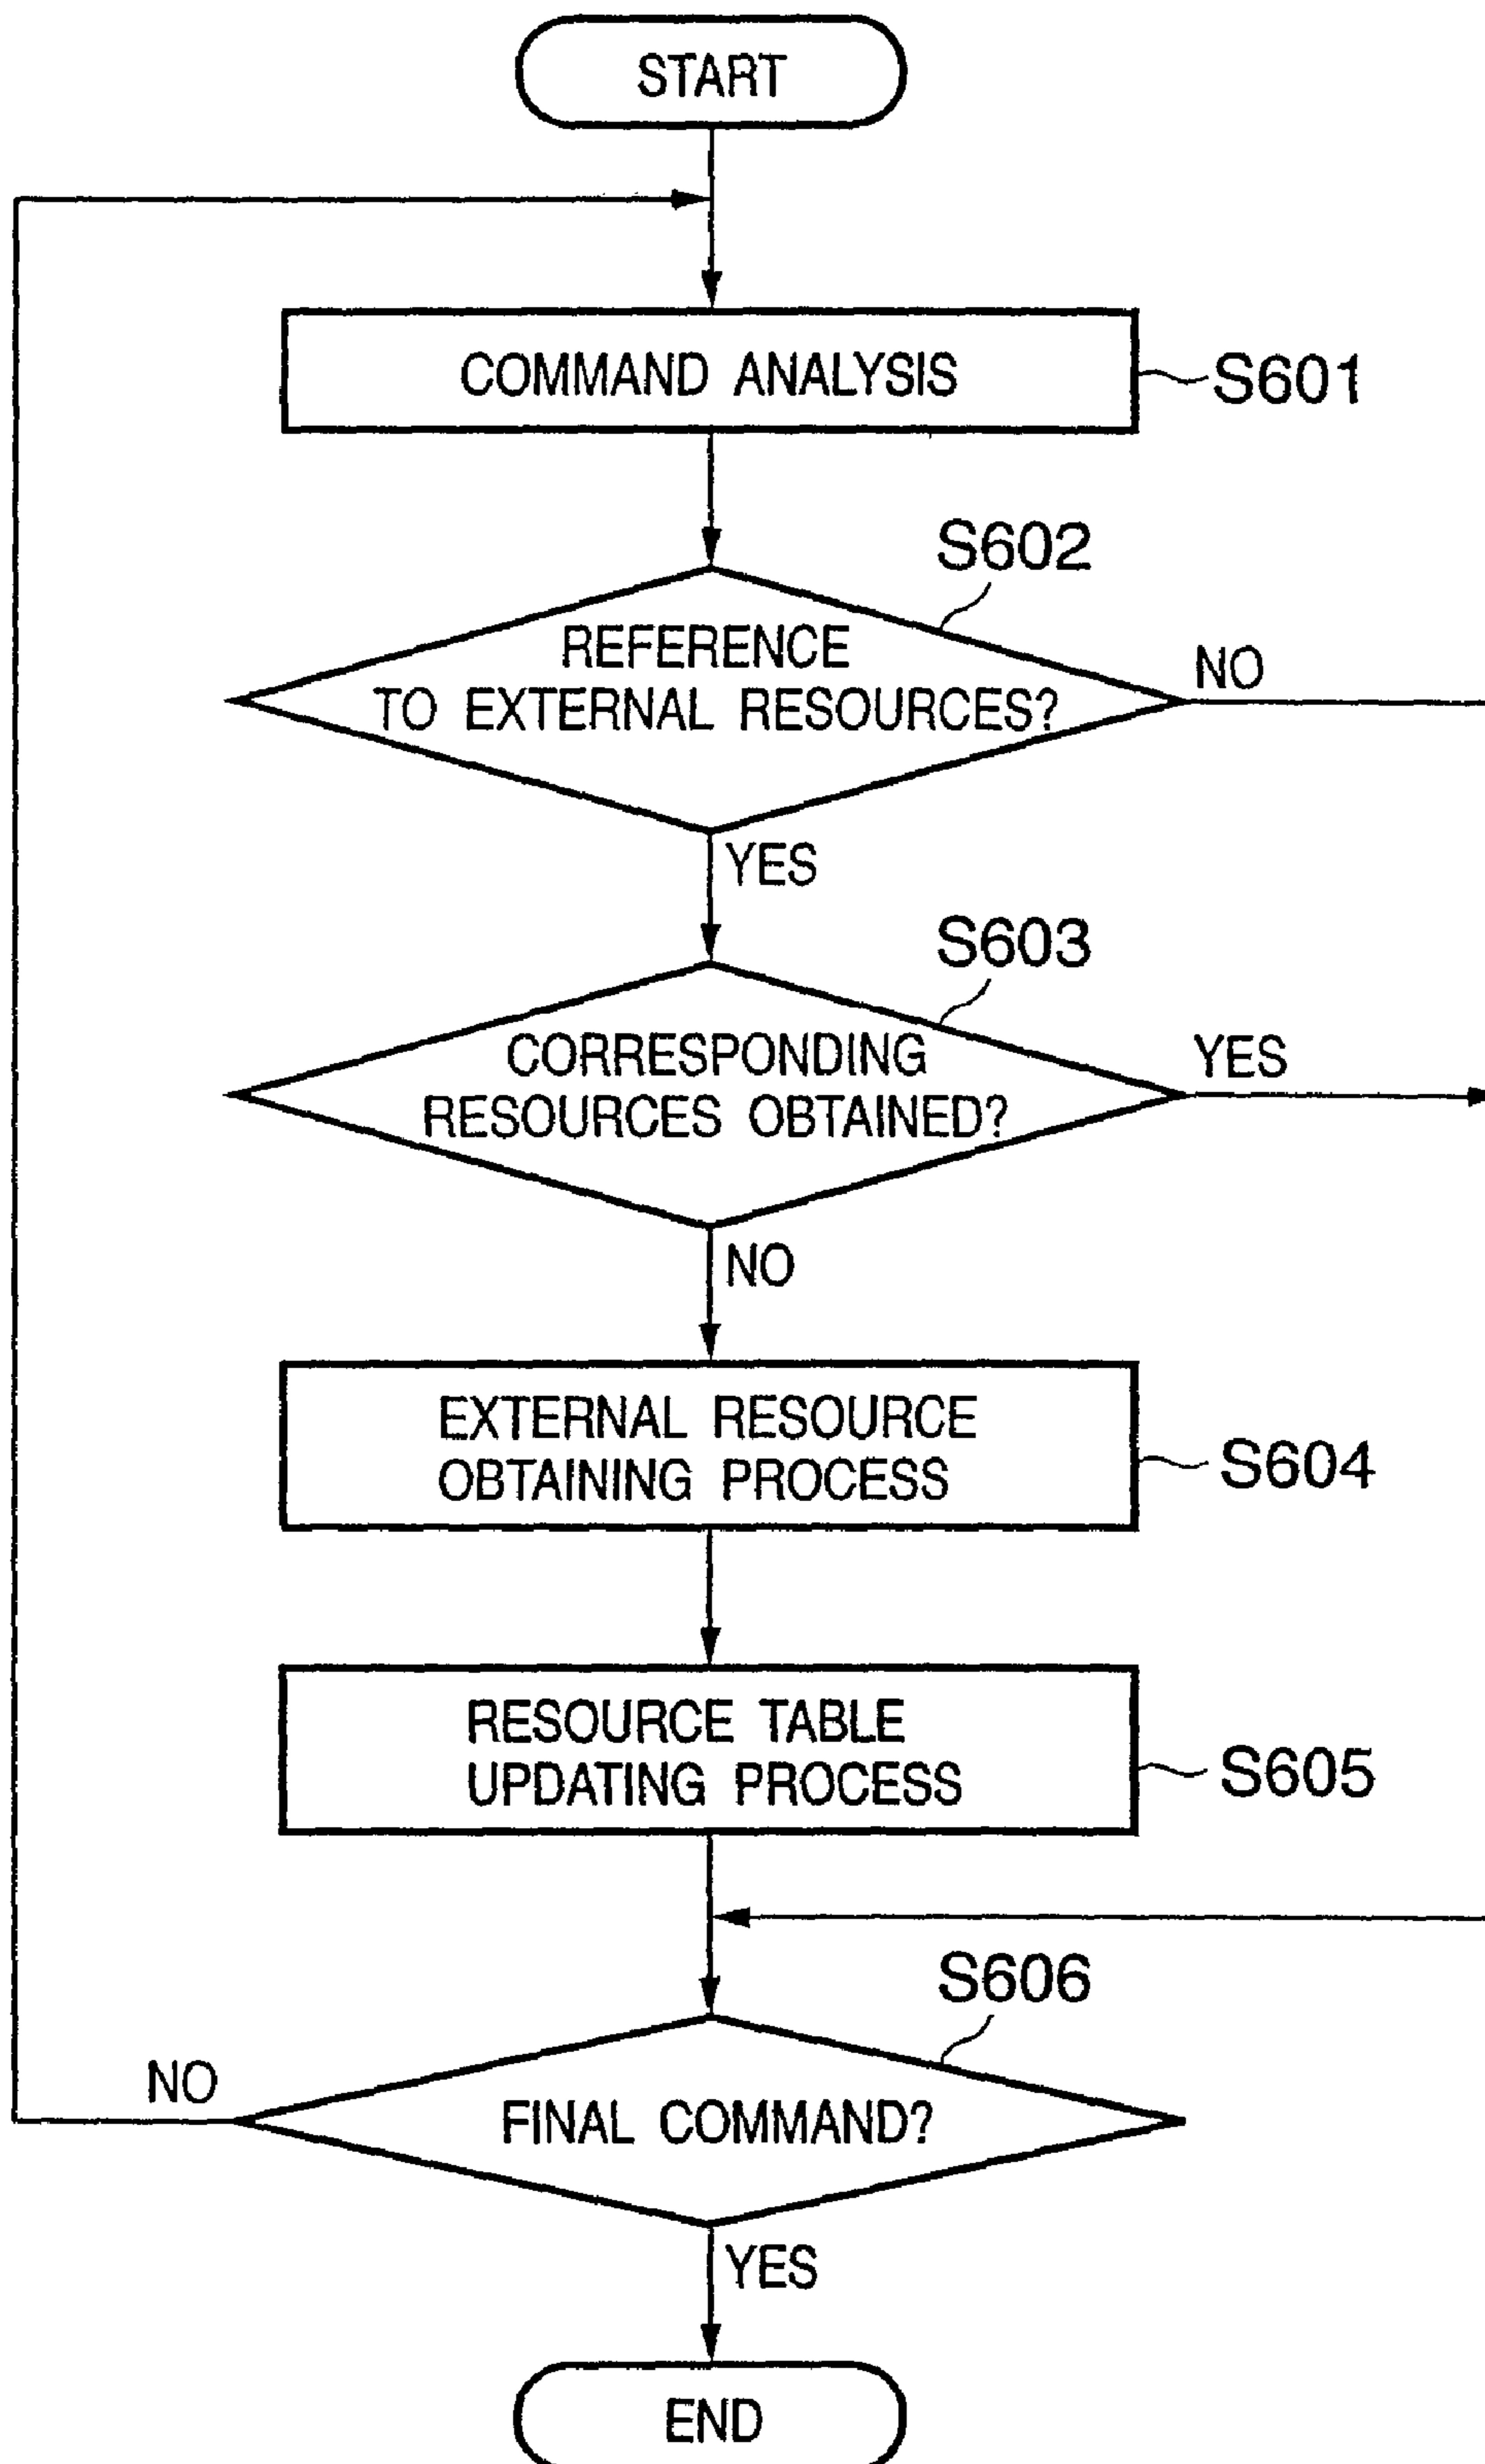 START
COMMAND ANALYSIS
S601
S602
REFERENCE
TO EXTERNAL RESOURCES?
NO
YES
S603
CORRESPONDING
RESOURCES OBTAINED?
YES
NO
EXTERNAL RESOURCE
OBTAINING PROCESS
S604
RESOURCE TABLE
UPDATING PROCESS
S605
S606
FINAL COMMAND?
NO
YES
END